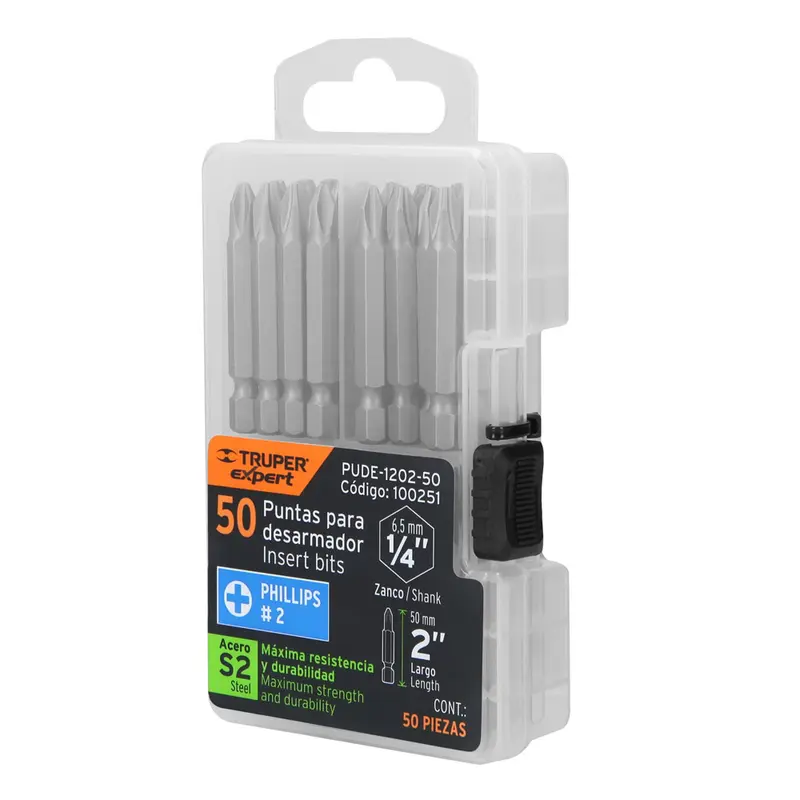 TRUPER®
expert
PUDE-1202-50
Código: 100251
50 Puntas para
desarmador
Insert bits
6,5 mm
1/4"
Zanco / Shank
PHILLIPS
# 2
50 mm
2"
Largo
Length
Acero
S2
Steel
Máxima resistencia
y durabilidad
Maximum strength
and durability
CONT.:
50 PIEZAS